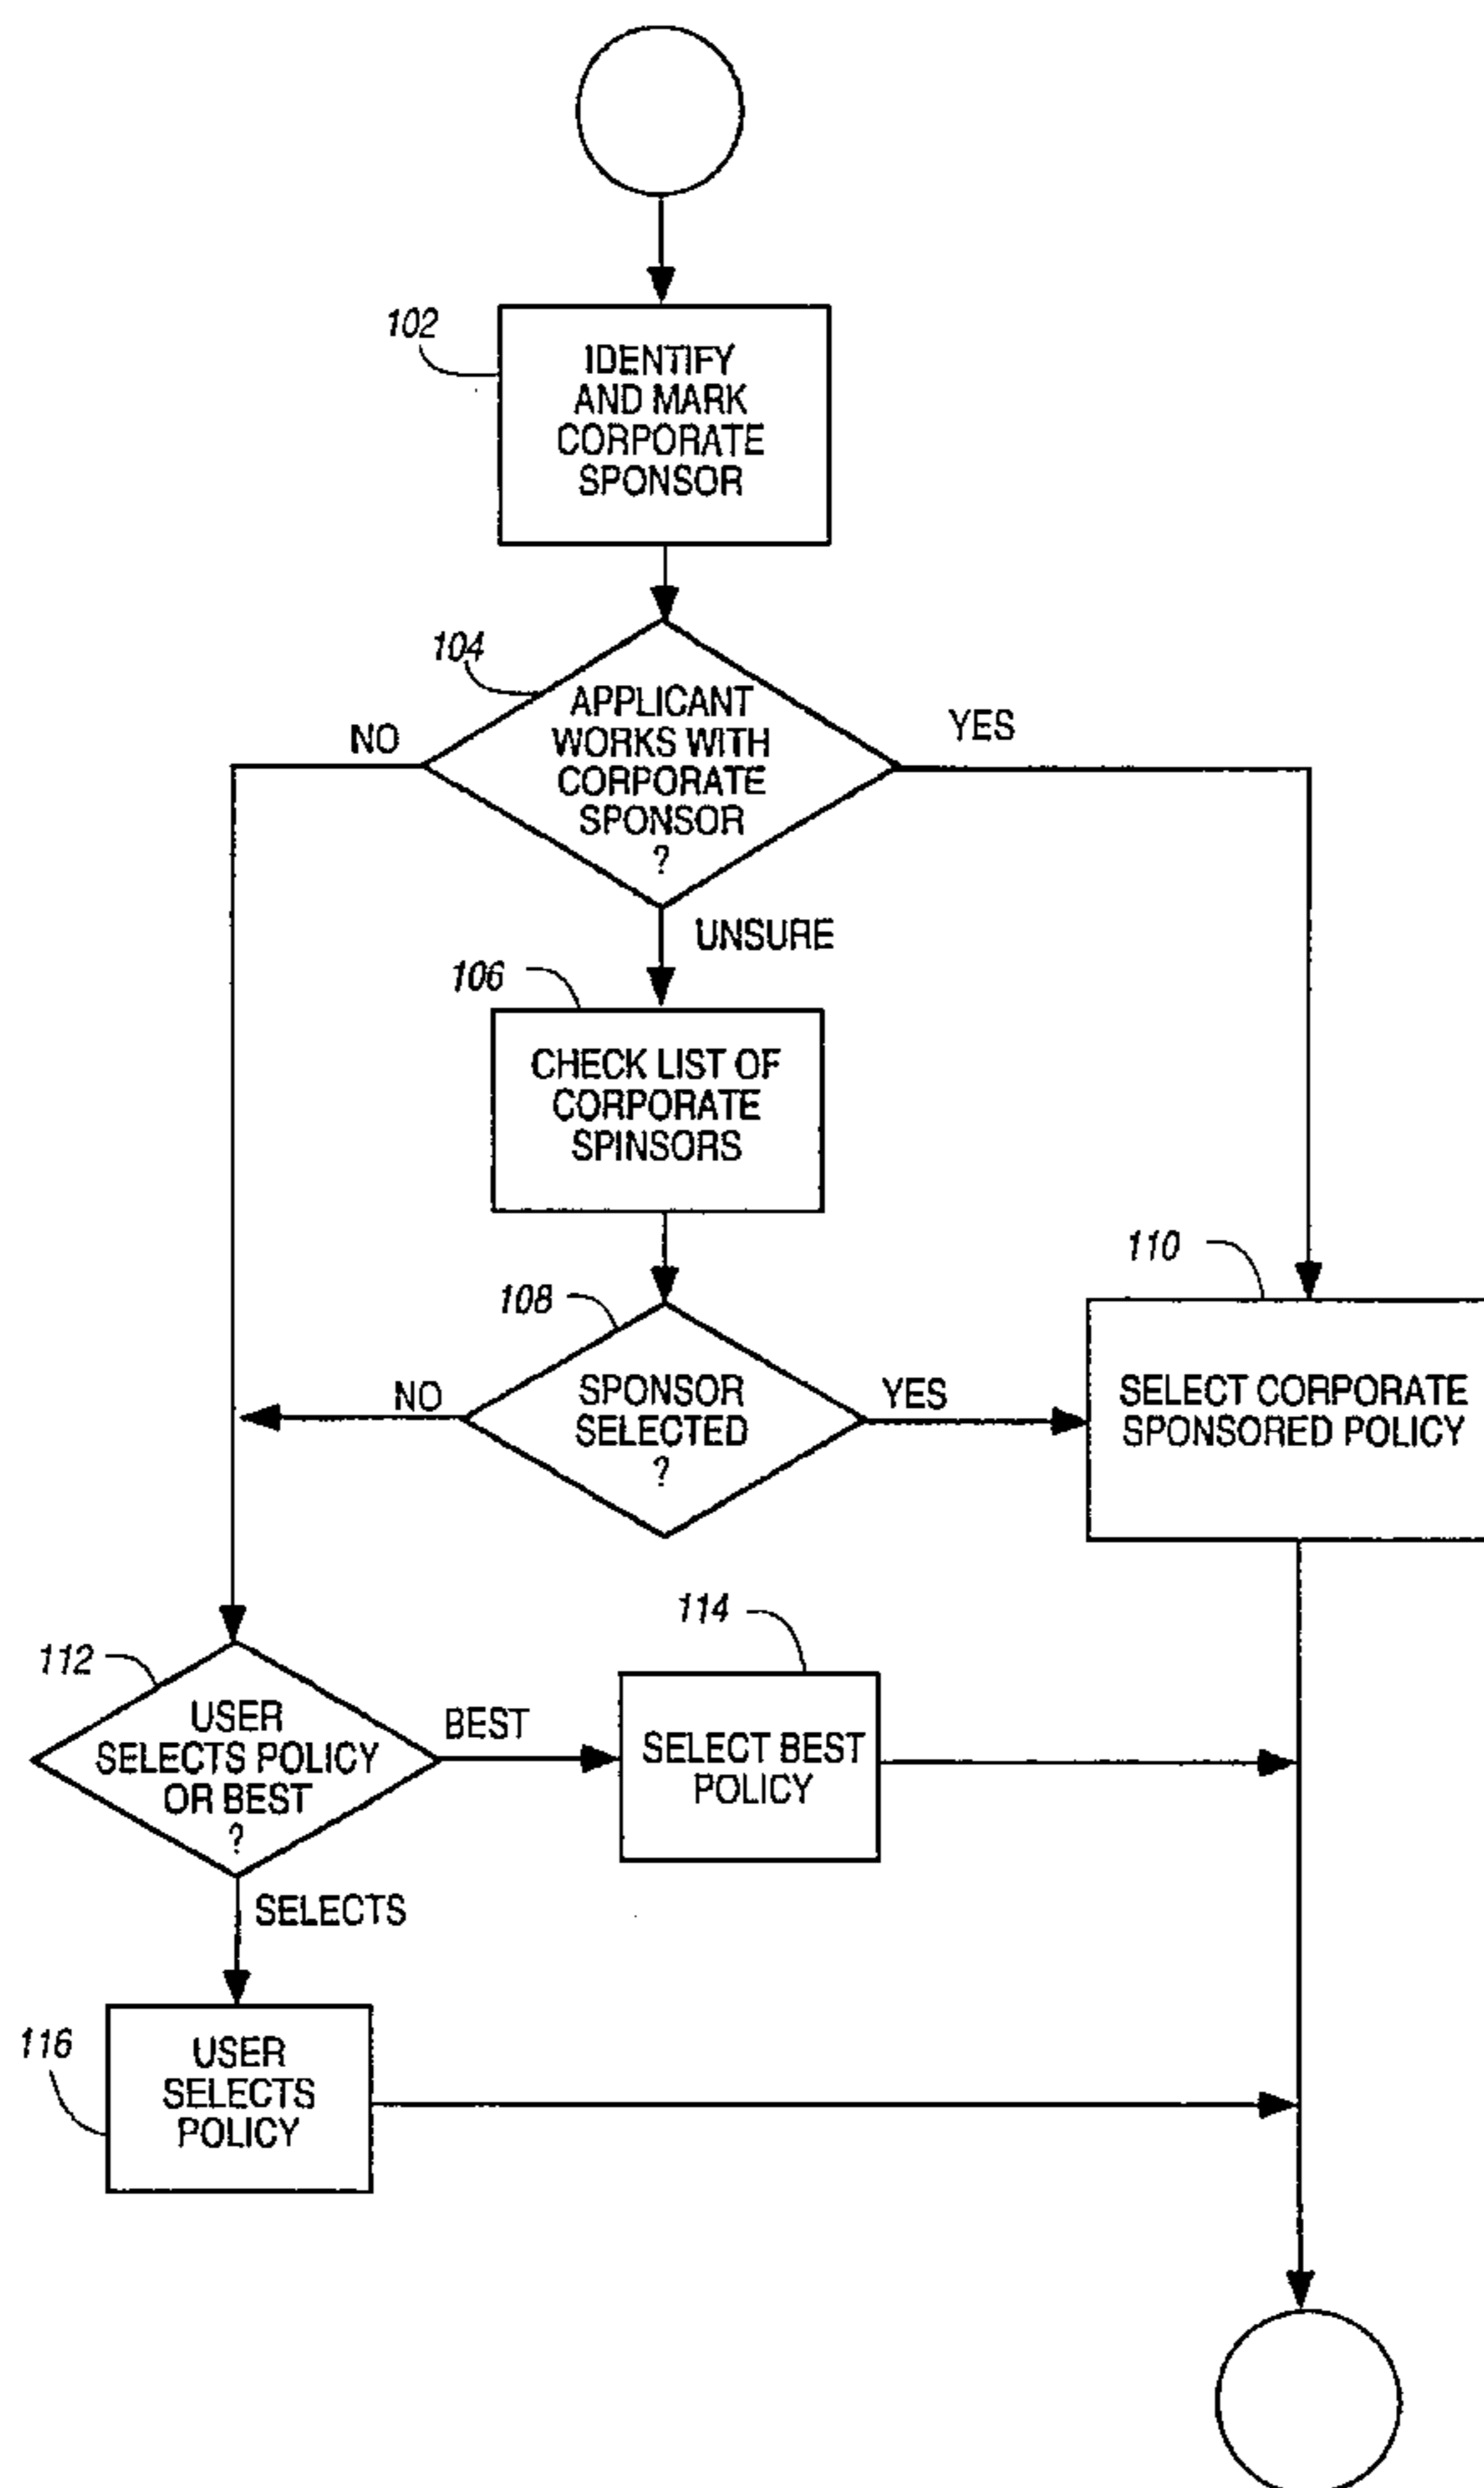 102
IDENTIFY
AND MARK
CORPORATE
SPONSOR
104
APPLICANT
WORKS WITH
CORPORATE
SPONSOR
?
NO
YES
UNSURE
106
CHECK LIST OF
CORPORATE
SPINSORS
108
SPONSOR
SELECTED
?
NO
YES
110
SELECT CORPORATE
SPONSORED POLICY
112
USER
SELECTS POLICY
OR BEST
?
BEST
114
SELECT BEST
POLICY
SELECTS
116
USER
SELECTS
POLICY